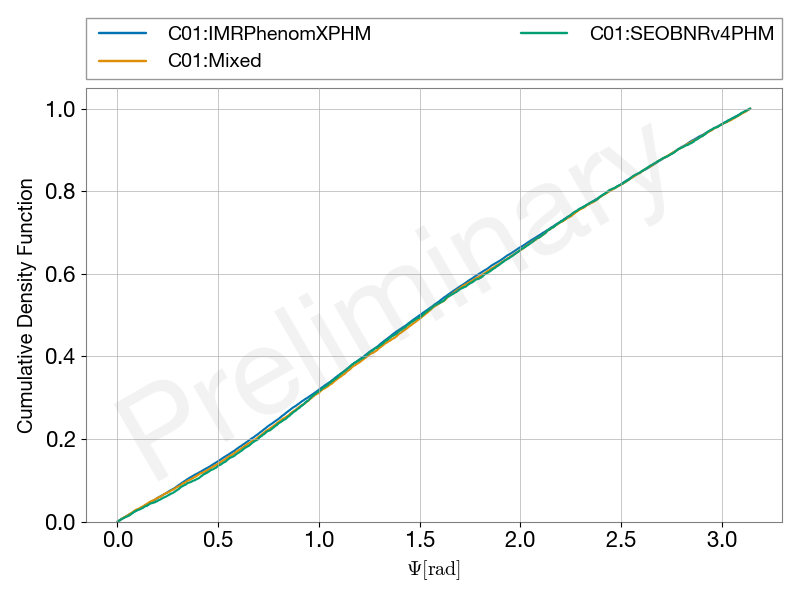 C01:IMRPhenomXPHM
C01:SEOBNRv4PHM
C01:Mixed
Preliminary
Cumulative Density Function
1.0
0.8
0.6
0.4
0.2
0.0
0.0 0.5 1.0 1.5 2.0 2.5 3.0
Ψ[rad]